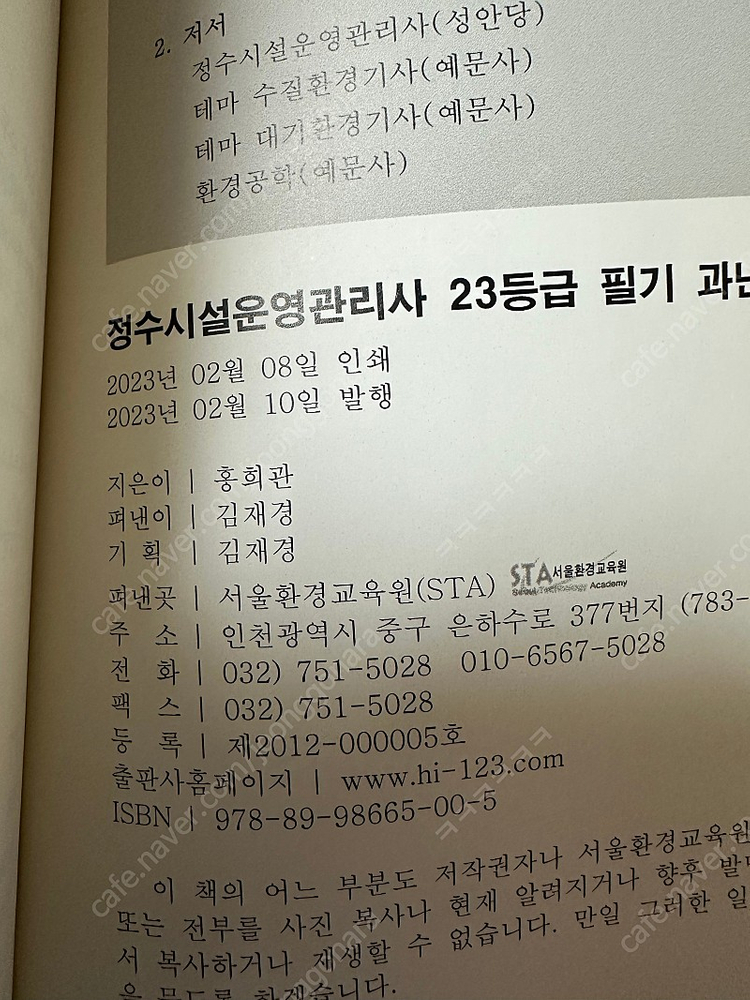 2. 저서
정수시설운영관리사(성안당)
테마 수질환경기사(예문사)
테마 대기환경기사(예문사)
환경공학(예문사)
정수시설운영관리사 23등급 필기
2023년 02월 08일 인쇄
2023년 02월 10일 발행
지은이 | 홍희관
펴낸이 | 김재경
기 획 | 김재경
펴낸곳 | 서울환경교육원(STA) STA서울환경교육원
Seoul Technology Academy
주 소 | 인천광역시 중구 은하수로 377번지 (783-
전 화 | 032) 751-5028 010-6567-5028
팩 스 | 032) 751-5028
등 록 | 제2012-000005호
출판사홈페이지 | www.hi-123.com
ISBN | 978-89-98665-00-5
이 책의 어느 부분도 저작권자나 서울환경교육원
또는 전부를 사진 복사나 현재 알려지거나 향후
서 복사하거나 재생할 수 없습니다. 만일 그러한 일